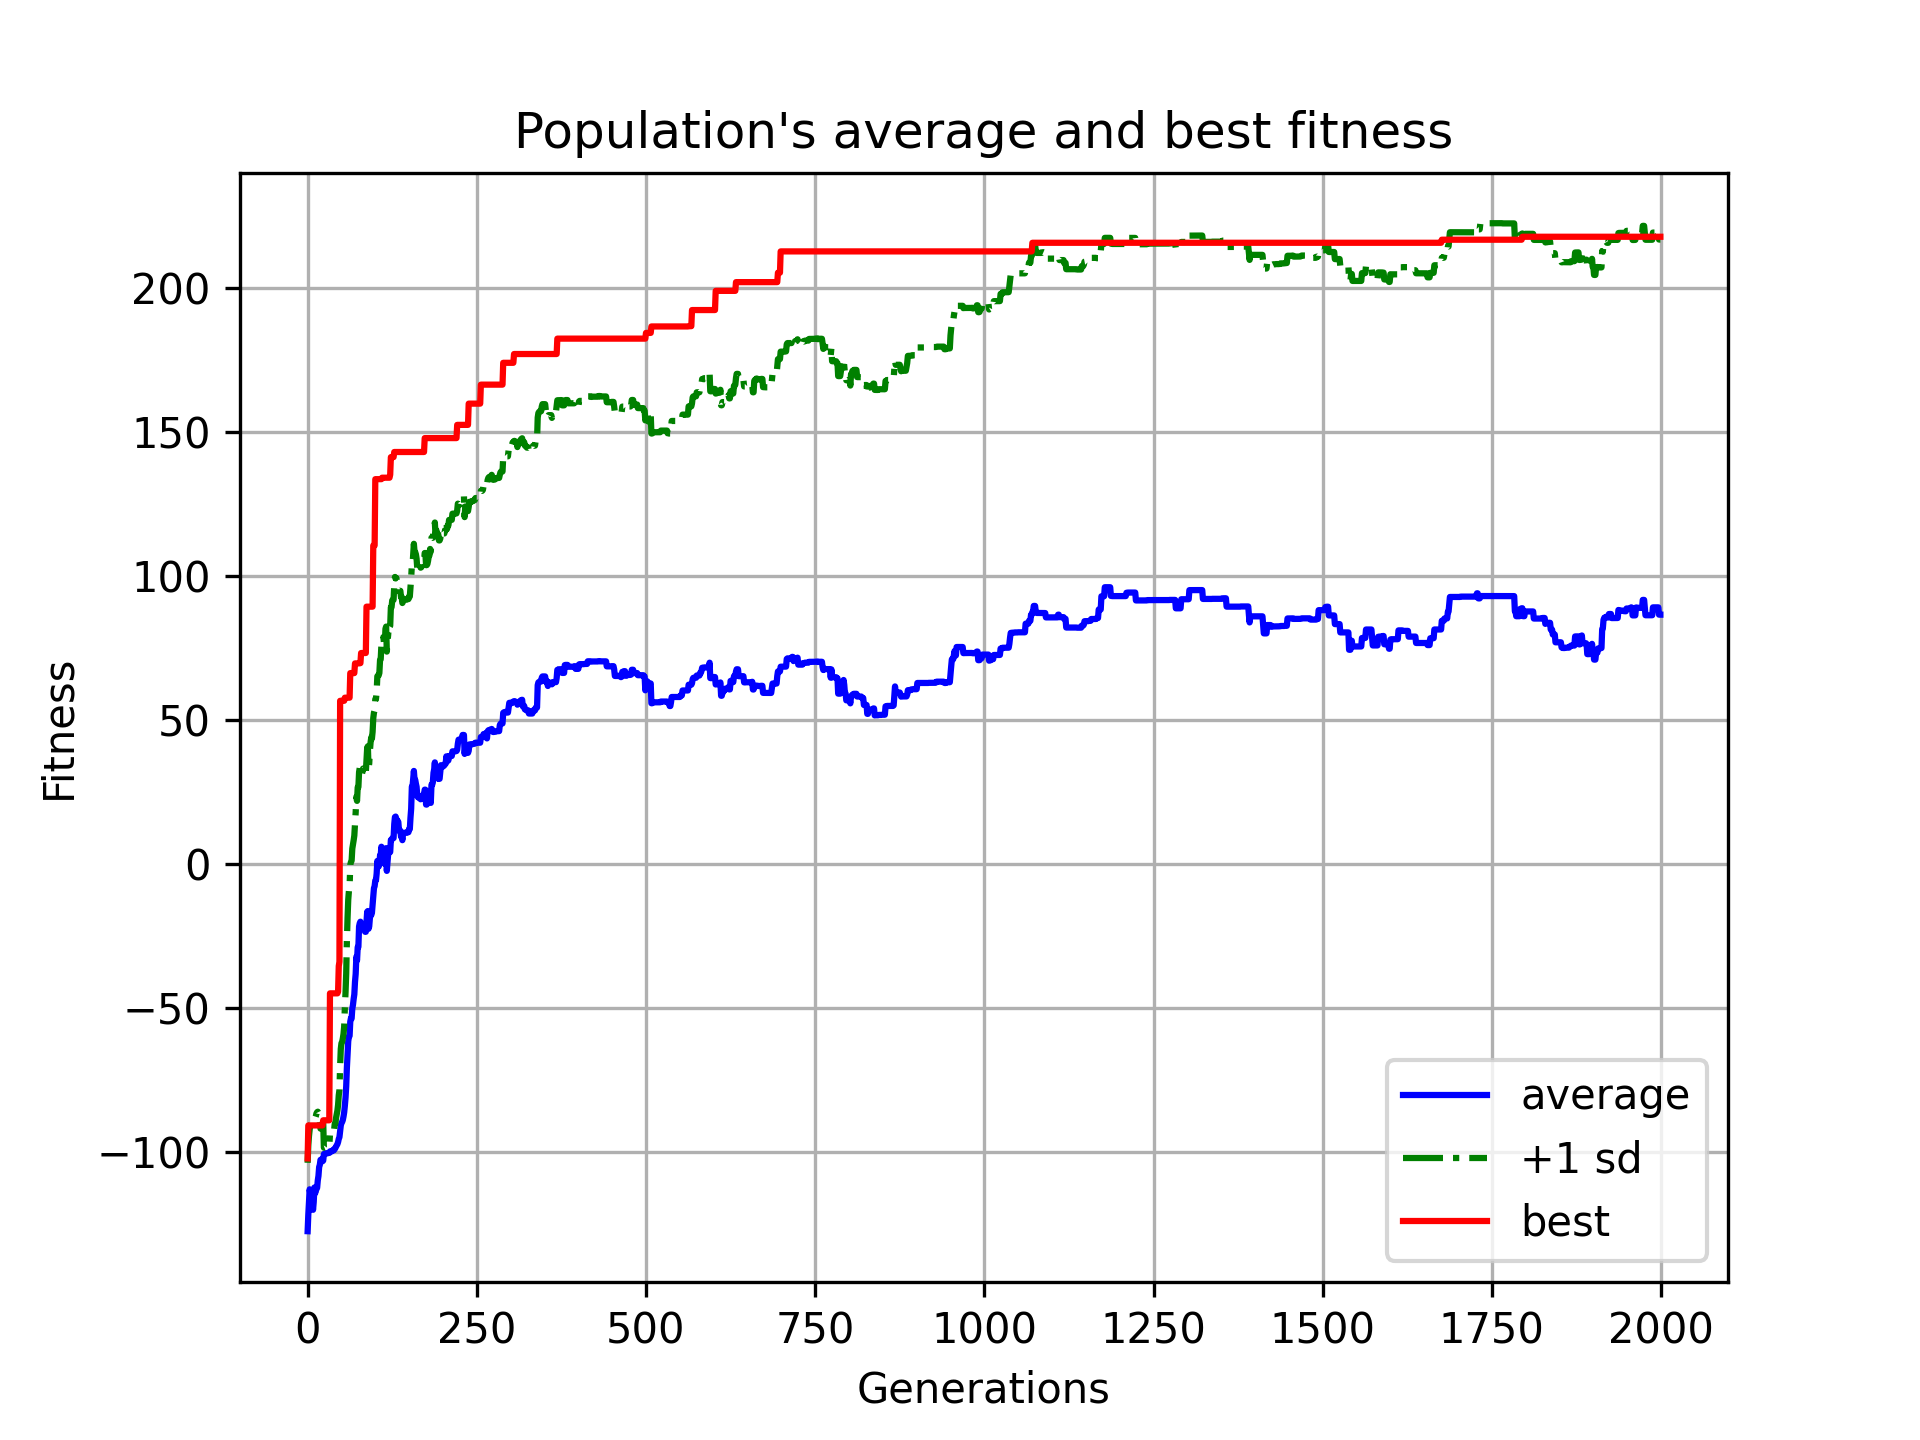 Population's average and best fitness
Fitness
200
150
100
50
0
−50
−100
0 250 500 750 1000 1250 1500 1750 2000
Generations
average
+1 sd
best